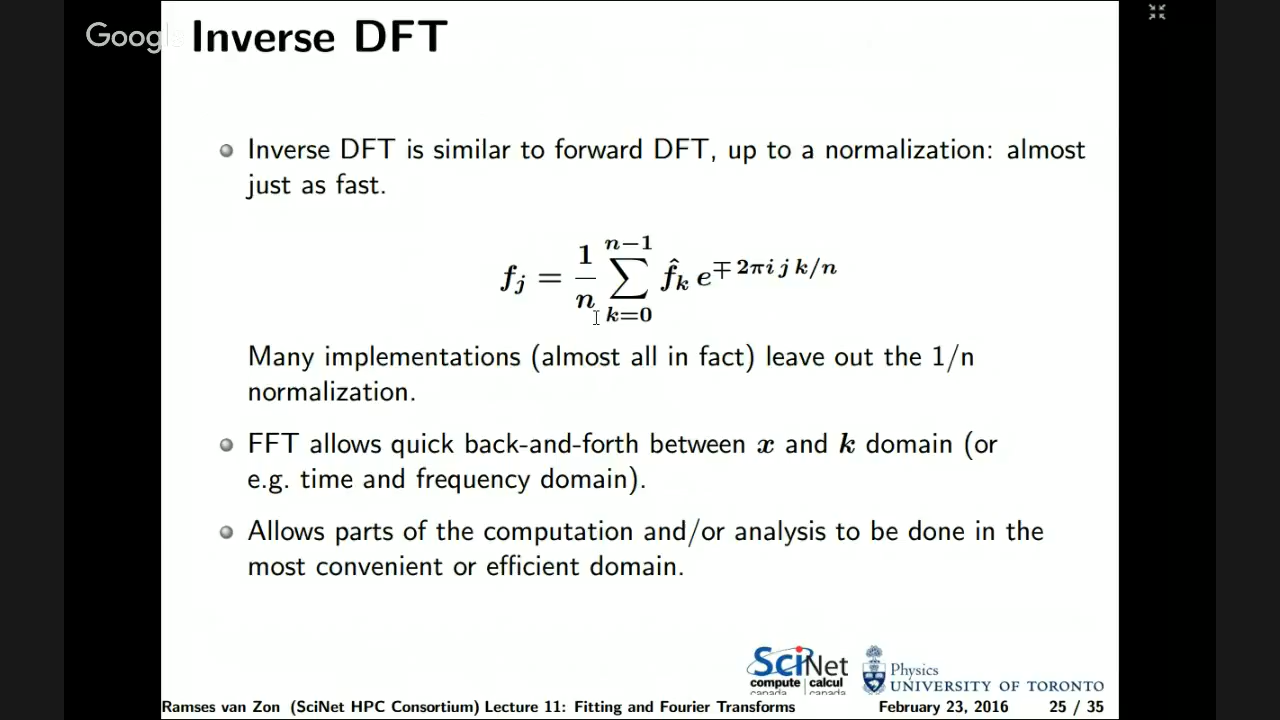 Google
Inverse DFT
Inverse DFT is similar to forward DFT, up to a normalization: almost
just as fast.
f_j = \frac{1}{n} \sum_{k=0}^{n-1} \hat{f}_k e^{∓2πijk/n}
Many implementations (almost all in fact) leave out the 1/n
normalization.
FFT allows quick back-and-forth between x and k domain (or
e.g. time and frequency domain).
Allows parts of the computation and/or analysis to be done in the
most convenient or efficient domain.
SciNet
compute | calcul
canada canada
Physics
UNIVERSITY OF TORONTO
Ramses van Zon (SciNet HPC Consortium) Lecture 11: Fitting and Fourier Transforms February 23, 2016 25 / 35